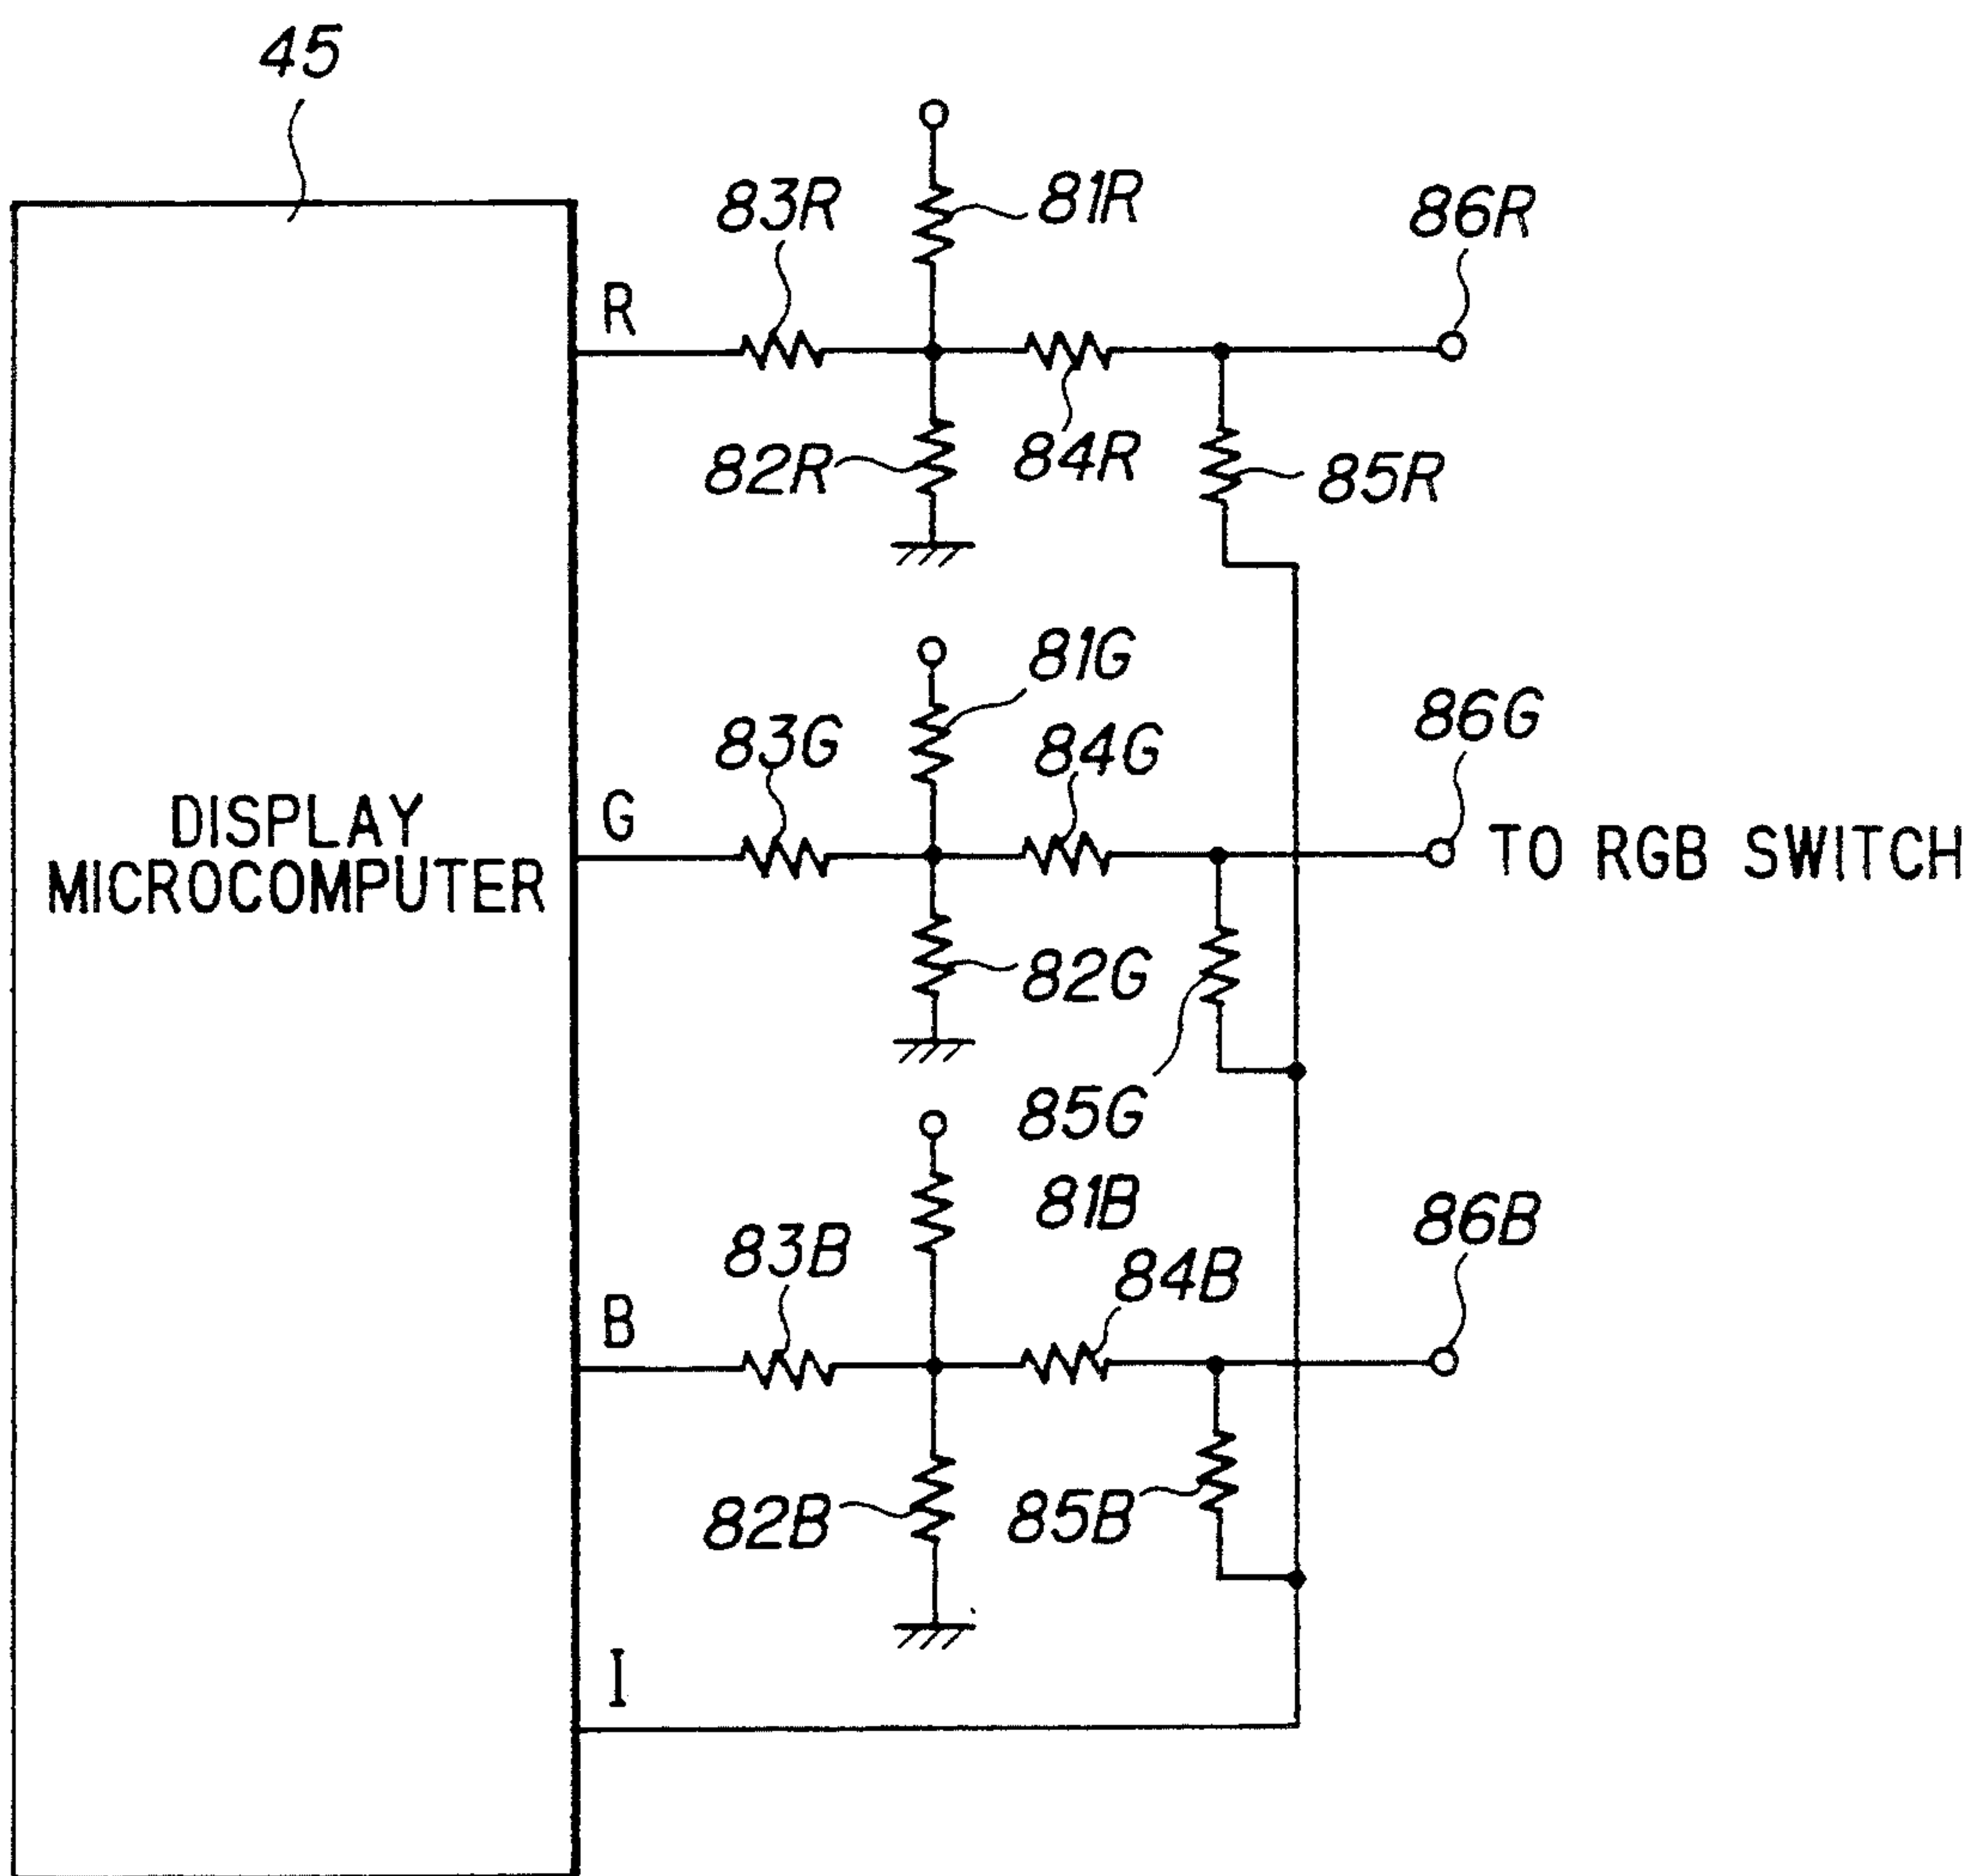 45
83R
81R
86R
R
82R
84R
85R
81G
83G
84G
86G
G
DISPLAY
MICROCOMPUTER
TO RGB SWITCH
82G
85G
81B
83B
84B
86B
B
82B
85B
I